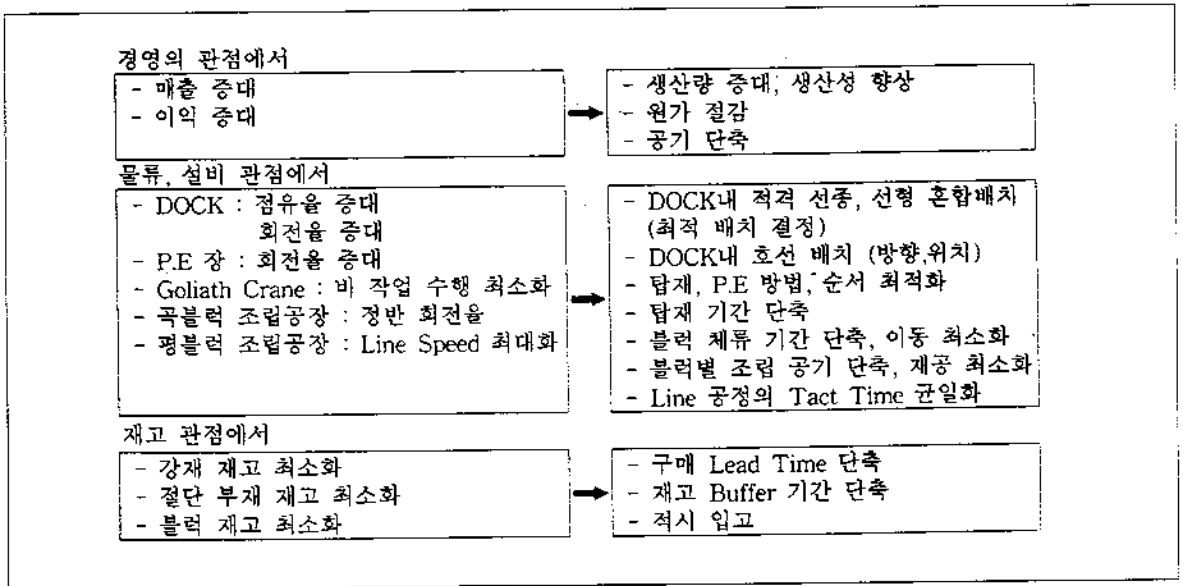 경영의 관점에서
- 매출 증대
- 이익 증대
- 생산량 증대, 생산성 향상
- 원가 절감
- 공기 단축
물류, 설비 관점에서
- DOCK : 점유율 증대
회전율 증대
- P.E 장 : 회전율 증대
- Goliath Crane : 비 작업 수행 최소화
- 곡블럭 조립공장 : 정반 회전율
- 평블럭 조립공장 : Line Speed 최대화
- DOCK내 적격 선종, 선형 혼합배치
(최적 배치 결정)
- DOCK내 호선 배치 (방향,위치)
- 탑재, P.E 방법, 순서 최적화
- 탑재 기간 단축
- 블럭 체류 기간 단축, 이동 최소화
- 블럭별 조립 공기 단축, 재공 최소화
- Line 공정의 Tact Time 균일화
재고 관점에서
- 강재 재고 최소화
- 절단 부재 재고 최소화
- 블럭 재고 최소화
- 구매 Lead Time 단축
- 재고 Buffer 기간 단축
- 적시 입고